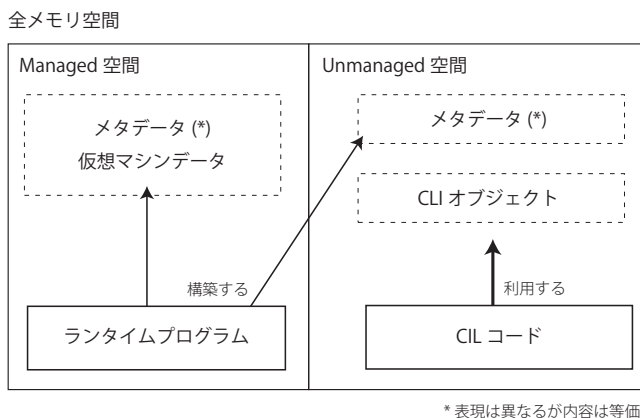 全メモリ空間
Managed 空間
Unmanaged 空間
メタデータ (*)
仮想マシンデータ
メタデータ (*)
CLI オブジェクト
構築する
利用する
ランタイムプログラム
CIL コード
* 表現は異なるが内容は等価